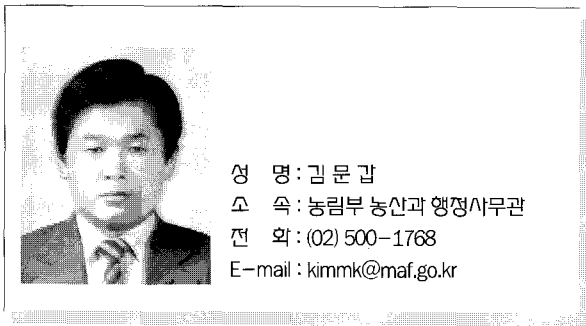 성 명 : 김 문 갑
소 속 : 농림부 농산과 행정사무관
전 화 : (02) 500-1768
E-mail : kimmk@maf.go.kr